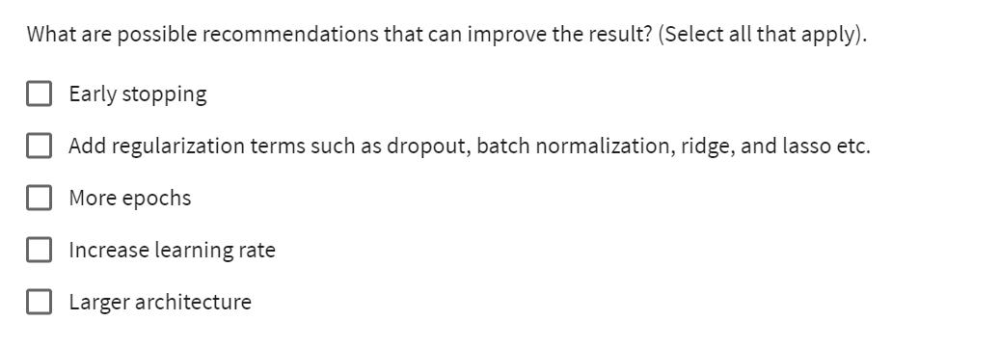 What are possible recommendations that can improve the result? (Select all that apply).
Early stopping
Add regularization terms such as dropout, batch normalization, ridge, and lasso etc.
More epochs
Increase learning rate
Larger architecture